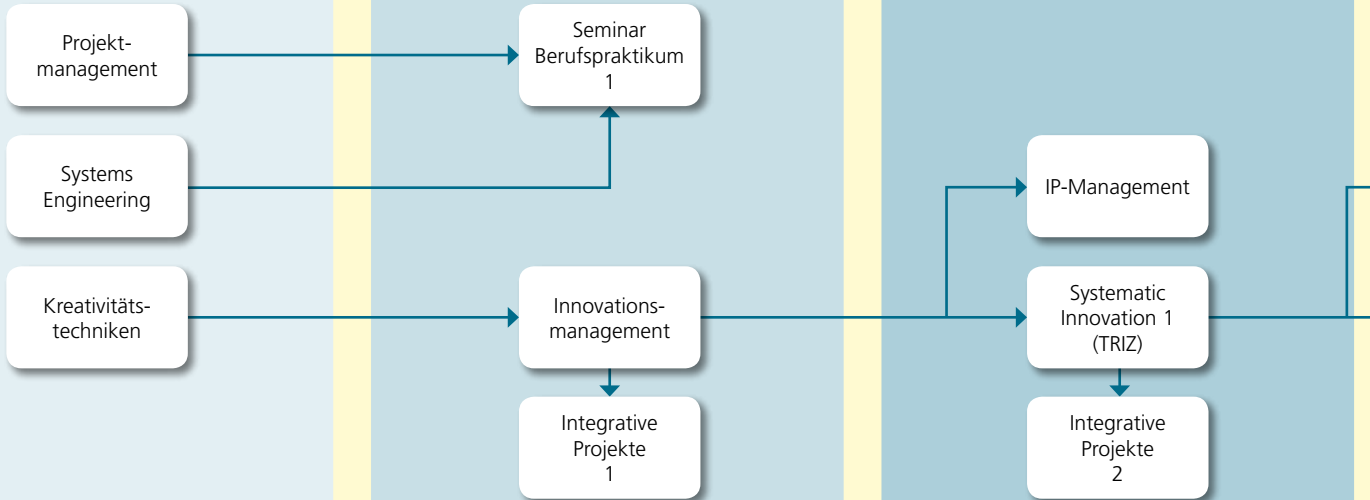 Projekt-
management
Seminar
Berufspraktikum
1
Systems
Engineering
IP-Management
Kreativitäts-
techniken
Innovations-
management
Systematic
Innovation 1
(TRIZ)
Integrative
Projekte
1
Integrative
Projekte
2